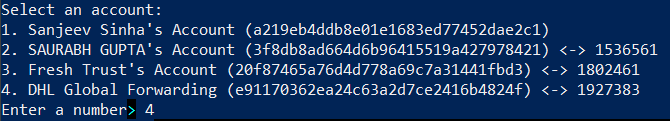 Select an account:
1. Sanjeev Sinha's Account (a219eb4ddb8e01e1683ed77452dae2c1)
2. SAURABH GUPTA's Account (3f8db8ad664d6b96415519a427978421) <-> 1536561
3. Fresh Trust's Account (20f87465a76d4d778a69c7a31441fbd3) <-> 1802461
4. DHL Global Forwarding (e91170362ea24c63a2d7ce2416b4824f) <-> 1927383
Enter a number> 4